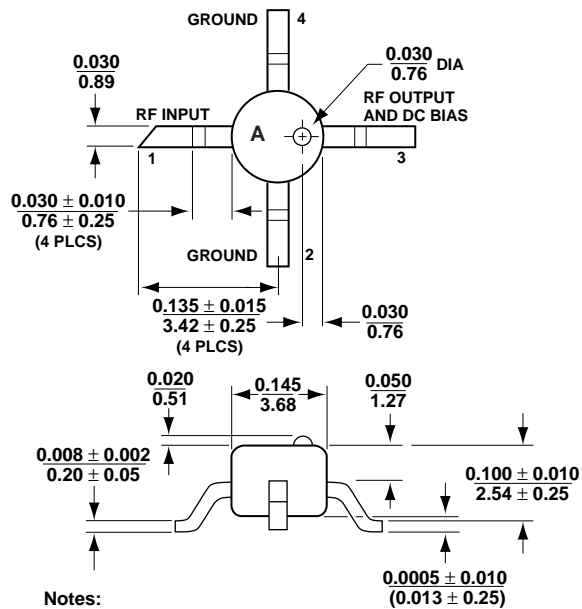 GROUND 4
0.030
0.76 DIA
0.030
0.89
RF INPUT
RF OUTPUT
AND DC BIAS
A
1
3
0.030 ± 0.010
0.76 ± 0.25
(4 PLCS)
GROUND 2
0.135 ± 0.015
3.42 ± 0.25
(4 PLCS)
0.030
0.76
0.020
0.51
0.145
3.68
0.050
1.27
0.008 ± 0.002
0.20 ± 0.05
0.100 ± 0.010
2.54 ± 0.25
0.0005 ± 0.010
(0.013 ± 0.25)
Notes: